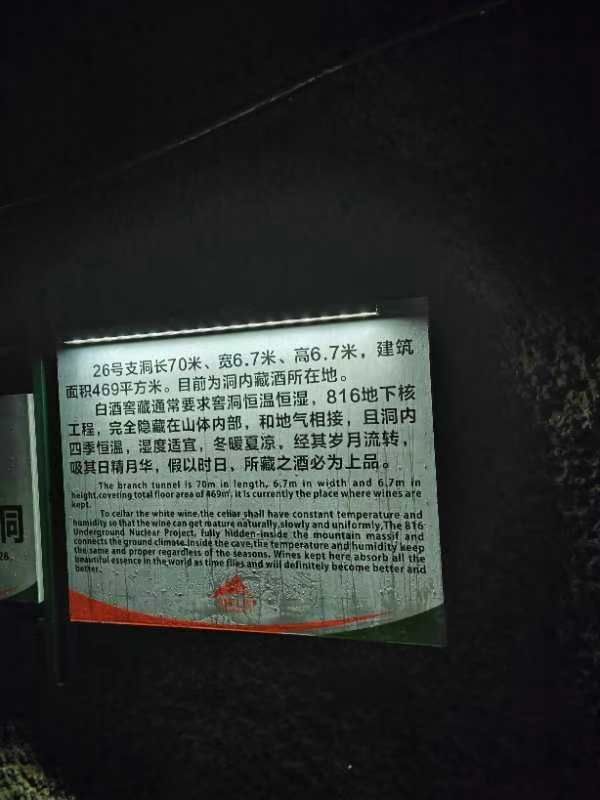 26号支洞长70米、宽6.7米、高6.7米，建筑
面积469平方米。目前为洞内藏酒所在地。
白酒窖藏通常要求窖洞恒温恒湿，816地下核
工程，完全隐藏在山体内部，和地气相接，且洞内
四季恒温，湿度适宜，冬暖夏凉，经其岁月流转，
吸其日精月华，假以时日，所藏之酒必为上品。
The branch tunnel is 70m in length, 6.7m in width and 6.7m in
height,covering total floor area of 469㎡, it is currently the place where wines are
kept.
To cellar the white wine,the cellar shall have constant temperature and
humidity so that the wine can get mature naturally,slowly and uniformly.The 816
Underground Nuclear Project, fully hidden-inside the mountain massif and
connects the ground climate.Inside the cave,the temperature and humidity keep
the same and proper regardless of the seasons. Wines kept here absorb all the
beautiful essence in the world as time flies and will definitely become better and
better.
洞
26